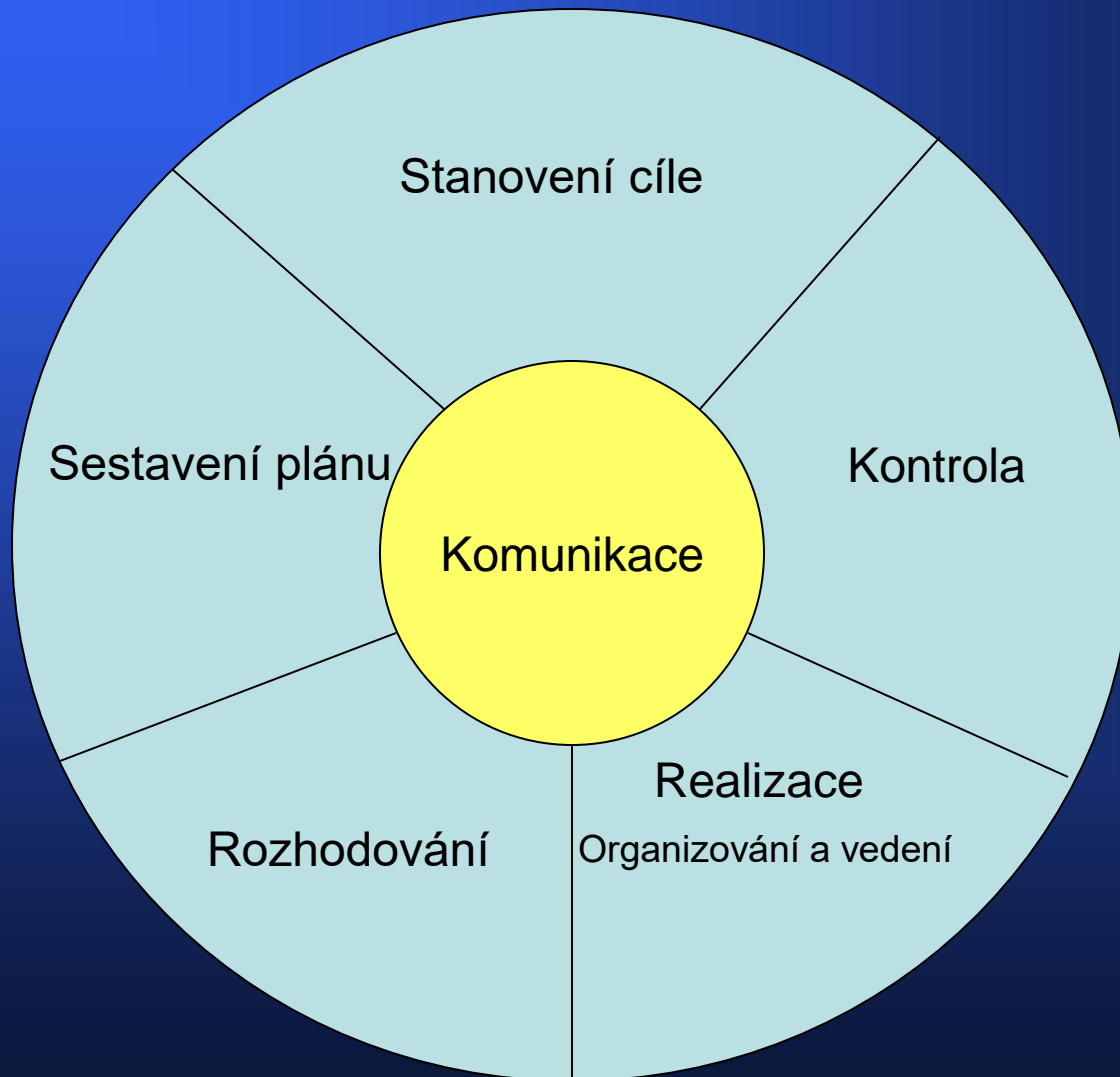 Stanovení cíle
Sestavení plánu
Kontrola
Komunikace
Realizace
Rozhodování
Organizování a vedení